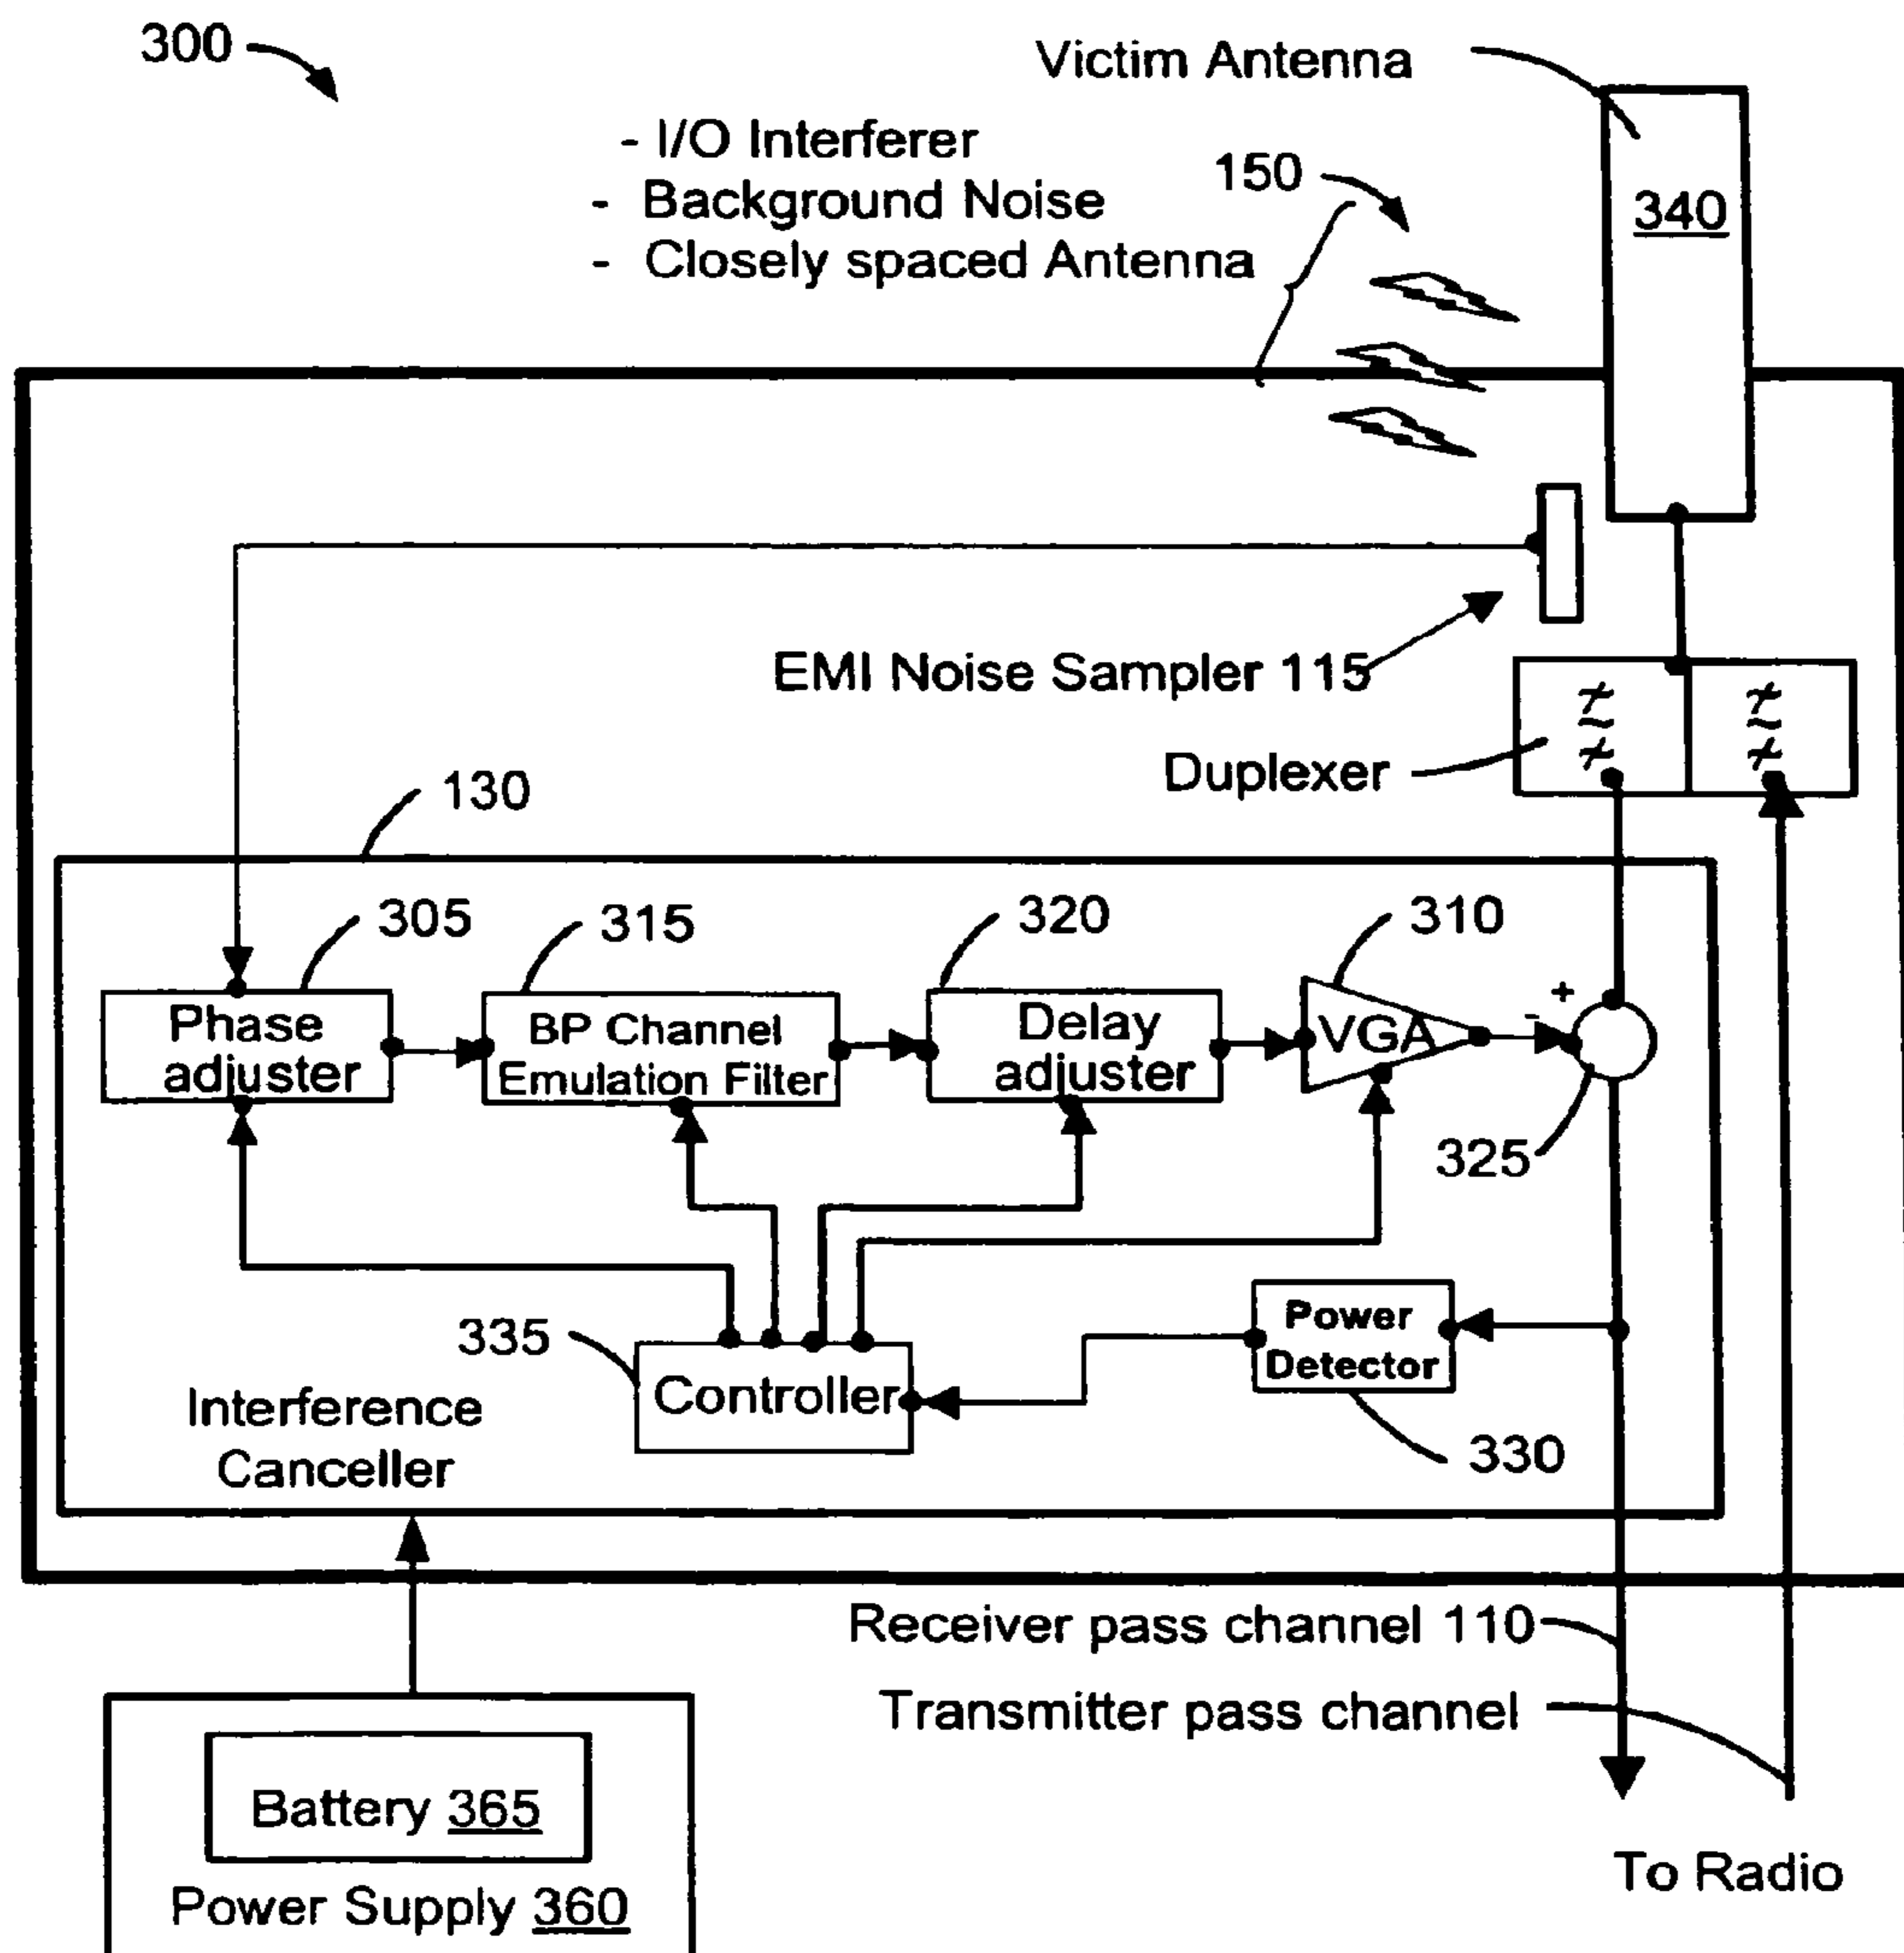 300
Victim Antenna
- I/O Interferer
- Background Noise
- Closely spaced Antenna
150
340
EMI Noise Sampler 115
Duplexer
130
305
315
320
310
Phase
adjuster
BP Channel
Emulation Filter
Delay
adjuster
VGA
+
-
325
335
Controller
Power
Detector
330
Interference
Canceller
Receiver pass channel 110
Transmitter pass channel
Battery 365
Power Supply 360
To Radio